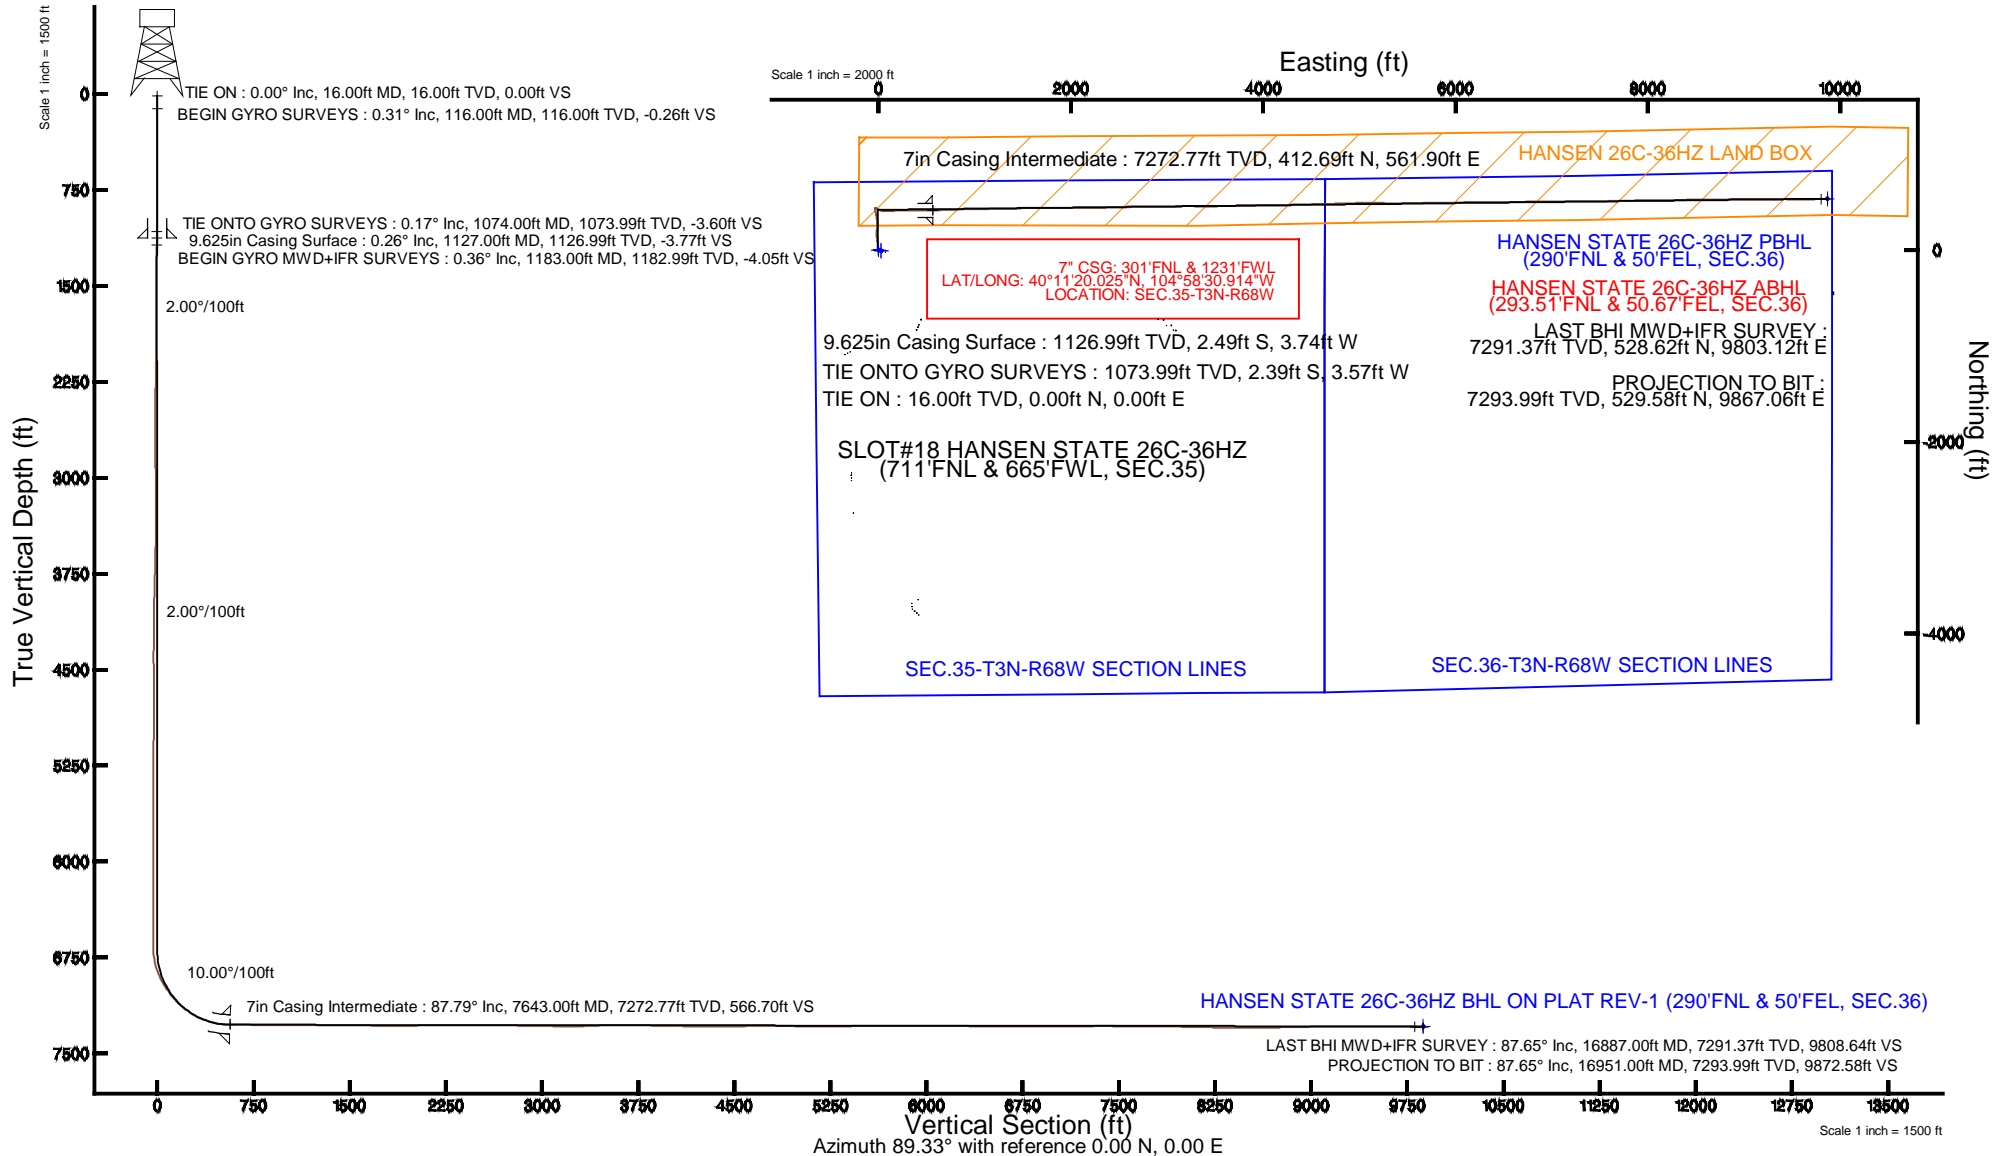 Scale 1 inch = 1500 ft
True Vertical Depth (ft)
0
750
1500
2250
3000
3750
4500
5250
6000
6750
7500
TIE ON : 0.00° Inc, 16.00ft MD, 16.00ft TVD, 0.00ft VS
BEGIN GYRO SURVEYS : 0.31° Inc, 116.00ft MD, 116.00ft TVD, -0.26ft VS
TIE ONTO GYRO SURVEYS : 0.17° Inc, 1074.00ft MD, 1073.99ft TVD, -3.60ft VS
9.625in Casing Surface : 0.26° Inc, 1127.00ft MD, 1126.99ft TVD, -3.77ft VS
BEGIN GYRO MWD+IFR SURVEYS : 0.36° Inc, 1183.00ft MD, 1182.99ft TVD, -4.05ft VS
2.00°/100ft
2.00°/100ft
10.00°/100ft
7in Casing Intermediate : 87.79° Inc, 7643.00ft MD, 7272.77ft TVD, 566.70ft VS
HANSEN STATE 26C-36HZ BHL ON PLAT REV-1 (290'FNL & 50'FEL, SEC.36)
LAST BHI MWD+IFR SURVEY : 87.65° Inc, 16887.00ft MD, 7291.37ft TVD, 9808.64ft VS
PROJECTION TO BIT : 87.65° Inc, 16951.00ft MD, 7293.99ft TVD, 9872.58ft VS
0 750 1500 2250 3000 3750 4500 5250 6000 6750 7500 8250 9000 9750 10500 11250 12000 12750 13500
Vertical Section (ft)
Azimuth 89.33° with reference 0.00 N, 0.00 E
Scale 1 inch = 1500 ft
Easting (ft)
Scale 1 inch = 2000 ft
0 2000 4000 6000 8000 10000
7in Casing Intermediate : 7272.77ft TVD, 412.69ft N, 561.90ft E
HANSEN 26C-36HZ LAND BOX
7" CSG: 301'FNL & 1231'FWL
LAT/LONG: 40°11'20.025"N, 104°58'30.914"W
LOCATION: SEC.35-T3N-R68W
HANSEN STATE 26C-36HZ PBHL
(290'FNL & 50'FEL, SEC.36)
HANSEN STATE 26C-36HZ ABHL
(293.51'FNL & 50.67'FEL, SEC.36)
LAST BHI MWD+IFR SURVEY :
7291.37ft TVD, 528.62ft N, 9803.12ft E
PROJECTION TO BIT :
7293.99ft TVD, 529.58ft N, 9867.06ft E
9.625in Casing Surface : 1126.99ft TVD, 2.49ft S, 3.74ft W
TIE ONTO GYRO SURVEYS : 1073.99ft TVD, 2.39ft S, 3.57ft W
TIE ON : 16.00ft TVD, 0.00ft N, 0.00ft E
SLOT#18 HANSEN STATE 26C-36HZ
(711'FNL & 665'FWL, SEC.35)
SEC.35-T3N-R68W SECTION LINES
SEC.36-T3N-R68W SECTION LINES
0
-2000
-4000
Northing (ft)